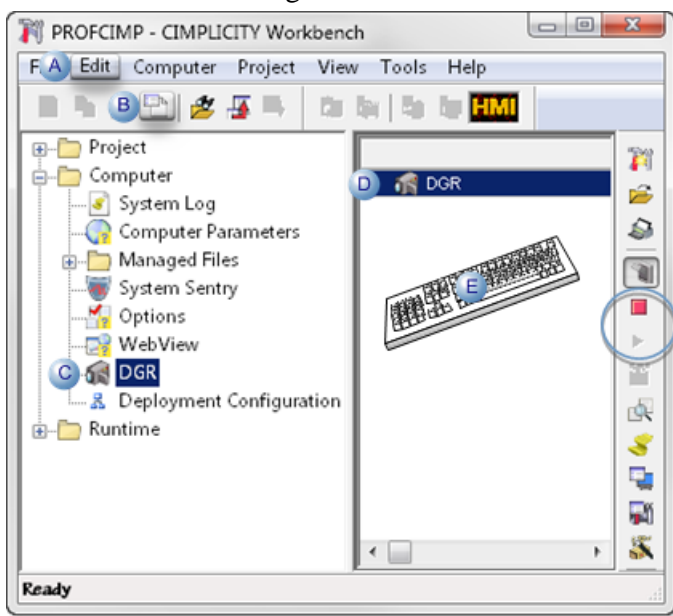 PROFCIMP - CIMPLICITY Workbench
F A Edit Computer Project View Tools Help
B HMI
Project
Computer
System Log
Computer Parameters
Managed Files
System Sentry
Options
WebView
C DGR
Deployment Configuration
Runtime
D DGR
E
Ready